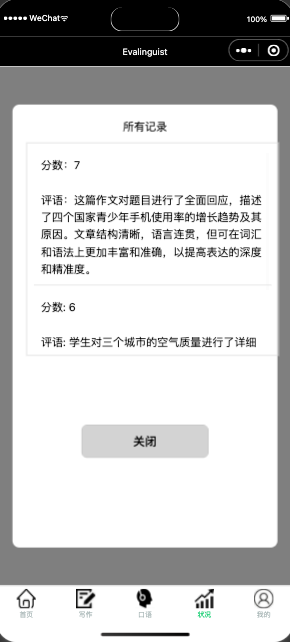 WeChat
100%
Evalinguist
所有记录
分数：7
评语：这篇作文对题目进行了全面回应，描述
了四个国家青少年手机使用率的增长趋势及其
原因。文章结构清晰，语言连贯，但可在词汇
和语法上更加丰富和准确，以提高表达的深度
和精准度。
分数: 6
评语: 学生对三个城市的空气质量进行了详细
关闭
首页
写作
口语
状况
我的